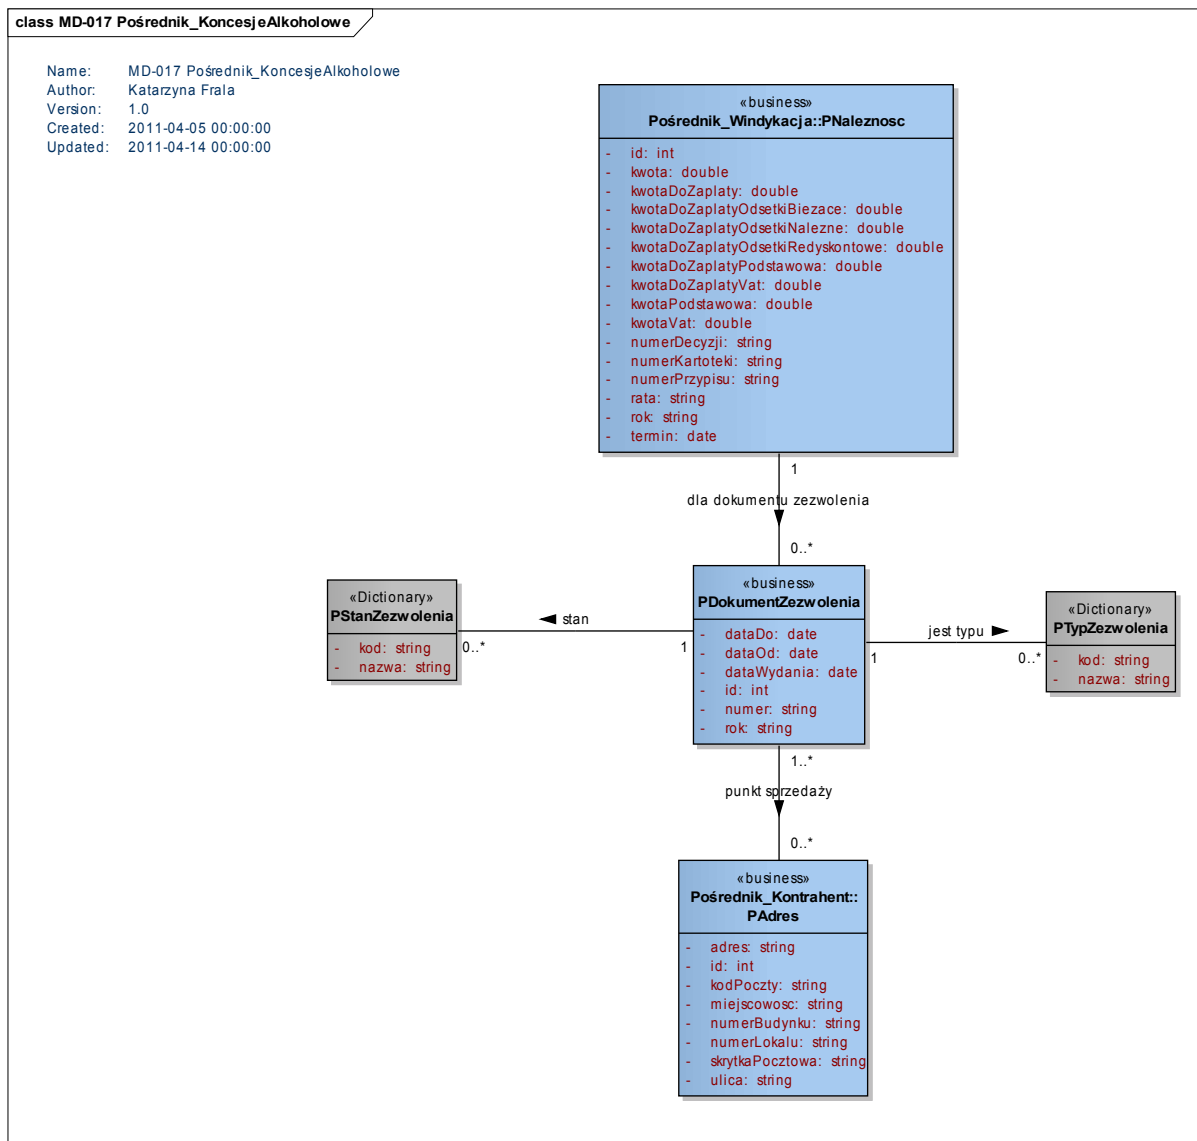 class MD-017 Pośrednik_KoncesjeAlkoholowe
Name: MD-017 Pośrednik_KoncesjeAlkoholowe
Author: Katarzyna Frala
Version: 1.0
Created: 2011-04-05 00:00:00
Updated: 2011-04-14 00:00:00
«business»
Pośrednik_Windykacja::PNaleznosc
- id: int
- kwota: double
- kwotaDoZaplaty: double
- kwotaDoZaplatyOdsetkiBiezace: double
- kwotaDoZaplatyOdsetkiNalezne: double
- kwotaDoZaplatyOdsetkiRedyskontowe: double
- kwotaDoZaplatyPodstawowa: double
- kwotaDoZaplatyVat: double
- kwotaPodstawowa: double
- kwotaVat: double
- numerDecyzji: string
- numerKartoteki: string
- numerPrzypisu: string
- rata: string
- rok: string
- termin: date
1
dla dokumentu zezwolenia
0..*
«Dictionary»
PStanZezwolenia
- kod: string
- nazwa: string
stan
0..*
1
«business»
PDokumentZezwolenia
- dataDo: date
- dataOd: date
- dataWydania: date
- id: int
- numer: string
- rok: string
jest typu
1
0..*
«Dictionary»
PTypZezwolenia
- kod: string
- nazwa: string
1..*
punkt sprzedaży
0..*
«business»
Pośrednik_Kontrahent::
PAdres
- adres: string
- id: int
- kodPoczty: string
- miejscowosc: string
- numerBudynku: string
- numerLokalu: string
- skrytkaPocztowa: string
- ulica: string